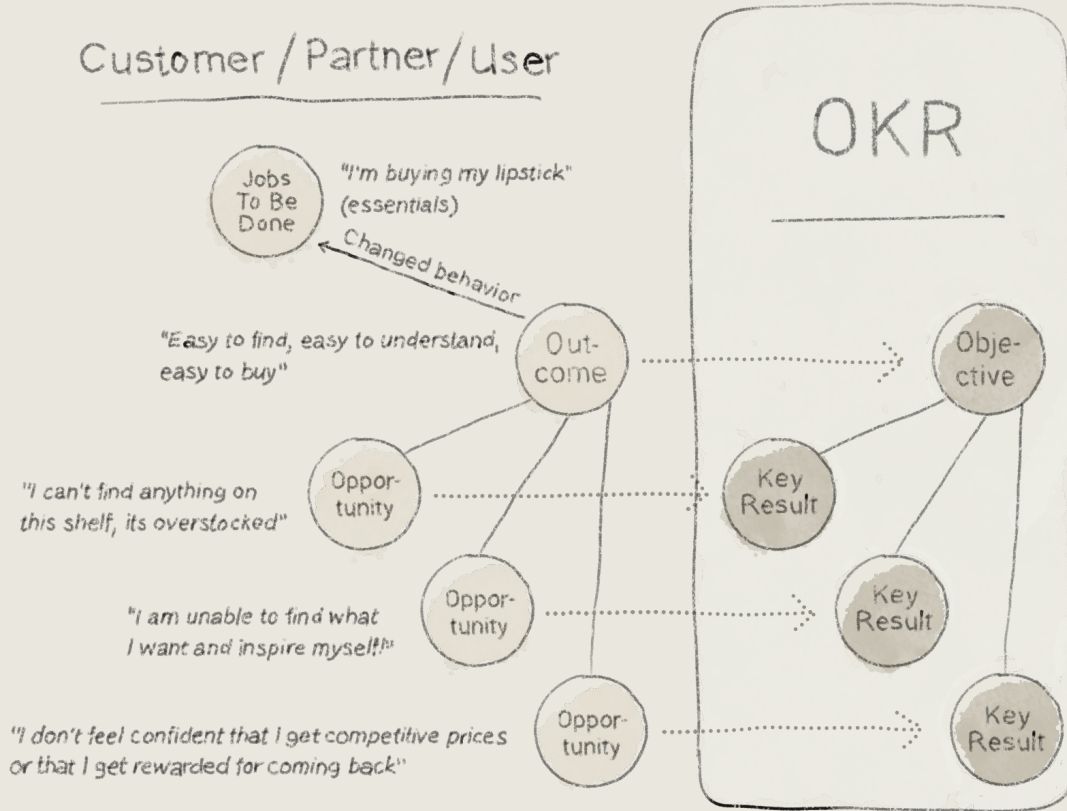 Customer / Partner / User
OKR
Jobs
To Be
Done
"I'm buying my lipstick"
(essentials)
Changed behavior
"Easy to find, easy to understand,
easy to buy"
Out-
come
Obje-
ctive
"I can't find anything on
this shelf, its overstocked"
Oppor-
tunity
Key
Result
"I am unable to find what
I want and inspire myself!"
Oppor-
tunity
Key
Result
"I don't feel confident that I get competitive prices
or that I get rewarded for coming back"
Oppor-
tunity
Key
Result